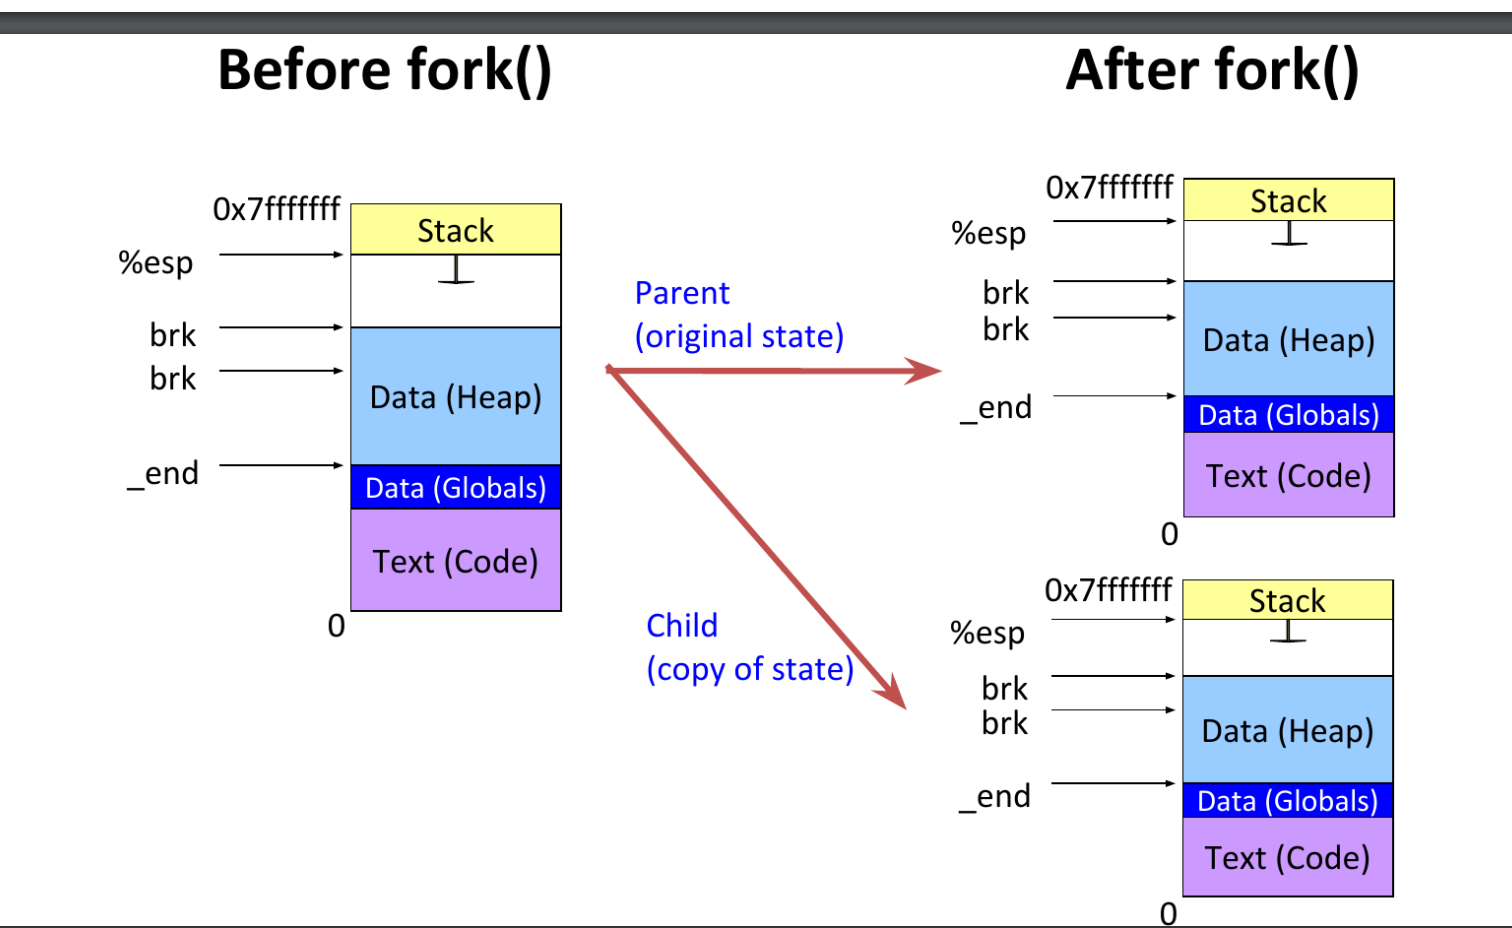 Before fork()
After fork()
0x7fffffff
Stack
%esp
brk
brk
Data (Heap)
_end
Data (Globals)
Text (Code)
0
Parent
(original state)
Child
(copy of state)
0x7fffffff
Stack
%esp
brk
brk
Data (Heap)
_end
Data (Globals)
Text (Code)
0
0x7fffffff
Stack
%esp
brk
brk
Data (Heap)
_end
Data (Globals)
Text (Code)
0